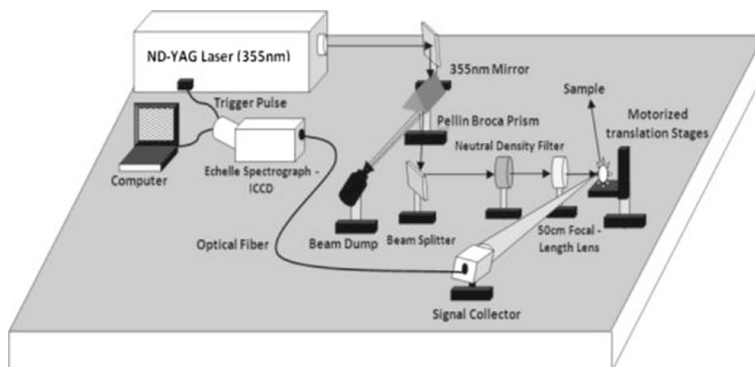 ND-YAG Laser (355nm)
355nm Mirror
Sample
Motorized
translation Stages
Trigger Pulse
Pellin Broca Prism
Neutral Density Filter
Computer
Echelle Spectrograph -
ICCD
Optical Fiber
Beam Dump
Beam Splitter
50cm Focal -
Length Lens
Signal Collector